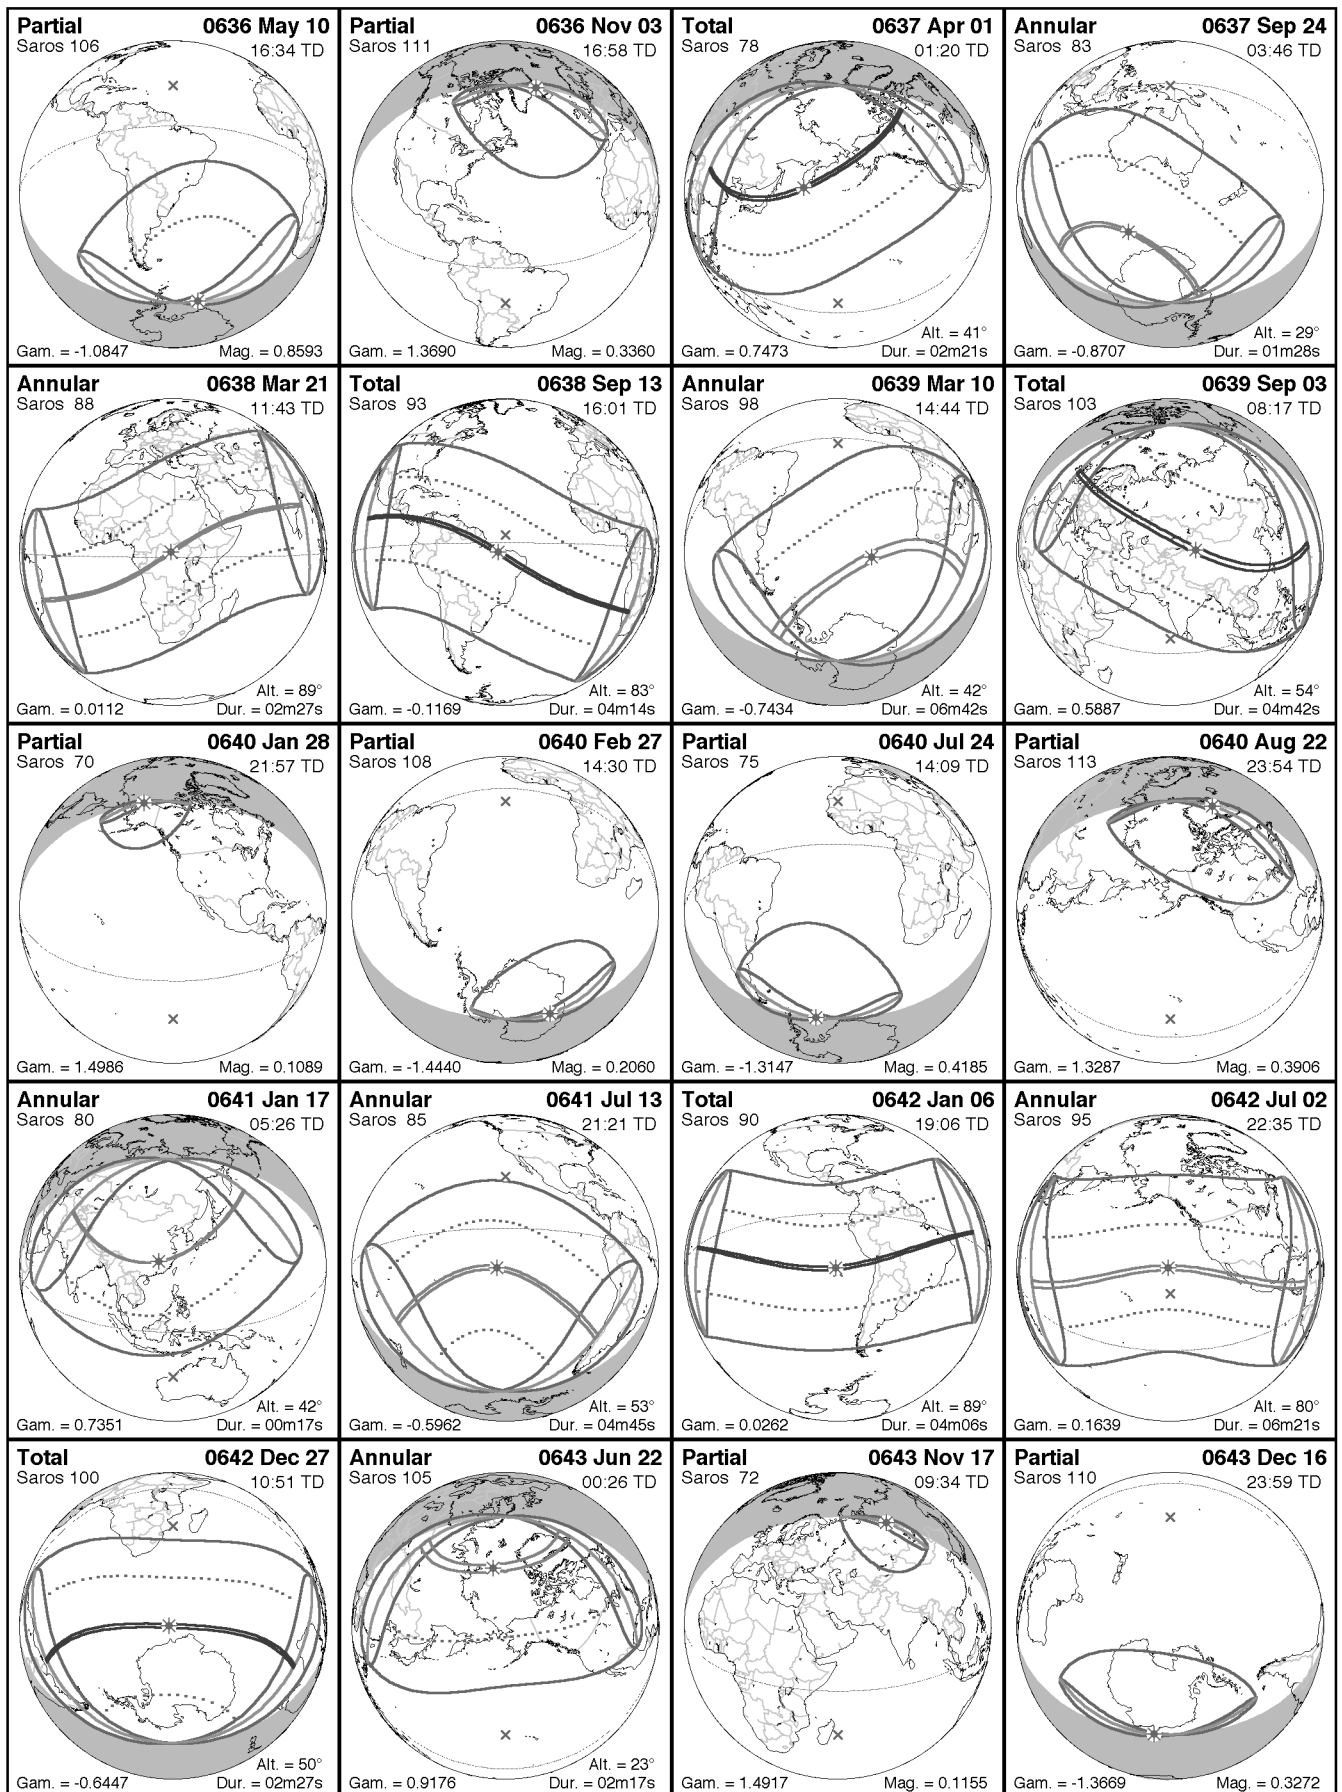 Partial 0636 May 10
Saros 106 16:34 TD
Gam. = -1.0847 Mag. = 0.8593
Partial 0636 Nov 03
Saros 111 16:58 TD
Gam. = 1.3690 Mag. = 0.3360
Total 0637 Apr 01
Saros 78 01:20 TD
Alt. = 41°
Gam. = 0.7473 Dur. = 02m21s
Annular 0637 Sep 24
Saros 83 03:46 TD
Alt. = 29°
Gam. = -0.8707 Dur. = 01m28s
Annular 0638 Mar 21
Saros 88 11:43 TD
Alt. = 89°
Gam. = 0.0112 Dur. = 02m27s
Total 0638 Sep 13
Saros 93 16:01 TD
Alt. = 83°
Gam. = -0.1169 Dur. = 04m14s
Annular 0639 Mar 10
Saros 98 14:44 TD
Alt. = 42°
Gam. = -0.7434 Dur. = 06m42s
Total 0639 Sep 03
Saros 103 08:17 TD
Alt. = 54°
Gam. = 0.5887 Dur. = 04m42s
Partial 0640 Jan 28
Saros 70 21:57 TD
Gam. = 1.4986 Mag. = 0.1089
Partial 0640 Feb 27
Saros 108 14:30 TD
Gam. = -1.4440 Mag. = 0.2060
Partial 0640 Jul 24
Saros 75 14:09 TD
Gam. = -1.3147 Mag. = 0.4185
Partial 0640 Aug 22
Saros 113 23:54 TD
Gam. = 1.3287 Mag. = 0.3906
Annular 0641 Jan 17
Saros 80 05:26 TD
Alt. = 42°
Gam. = 0.7351 Dur. = 00m17s
Annular 0641 Jul 13
Saros 85 21:21 TD
Alt. = 53°
Gam. = -0.5962 Dur. = 04m45s
Total 0642 Jan 06
Saros 90 19:06 TD
Alt. = 89°
Gam. = 0.0262 Dur. = 04m06s
Annular 0642 Jul 02
Saros 95 22:35 TD
Alt. = 80°
Gam. = 0.1639 Dur. = 06m21s
Total 0642 Dec 27
Saros 100 10:51 TD
Alt. = 50°
Gam. = -0.6447 Dur. = 02m27s
Annular 0643 Jun 22
Saros 105 00:26 TD
Alt. = 23°
Gam. = 0.9176 Dur. = 02m17s
Partial 0643 Nov 17
Saros 72 09:34 TD
Gam. = 1.4917 Mag. = 0.1155
Partial 0643 Dec 16
Saros 110 23:59 TD
Gam. = -1.3669 Mag. = 0.3272